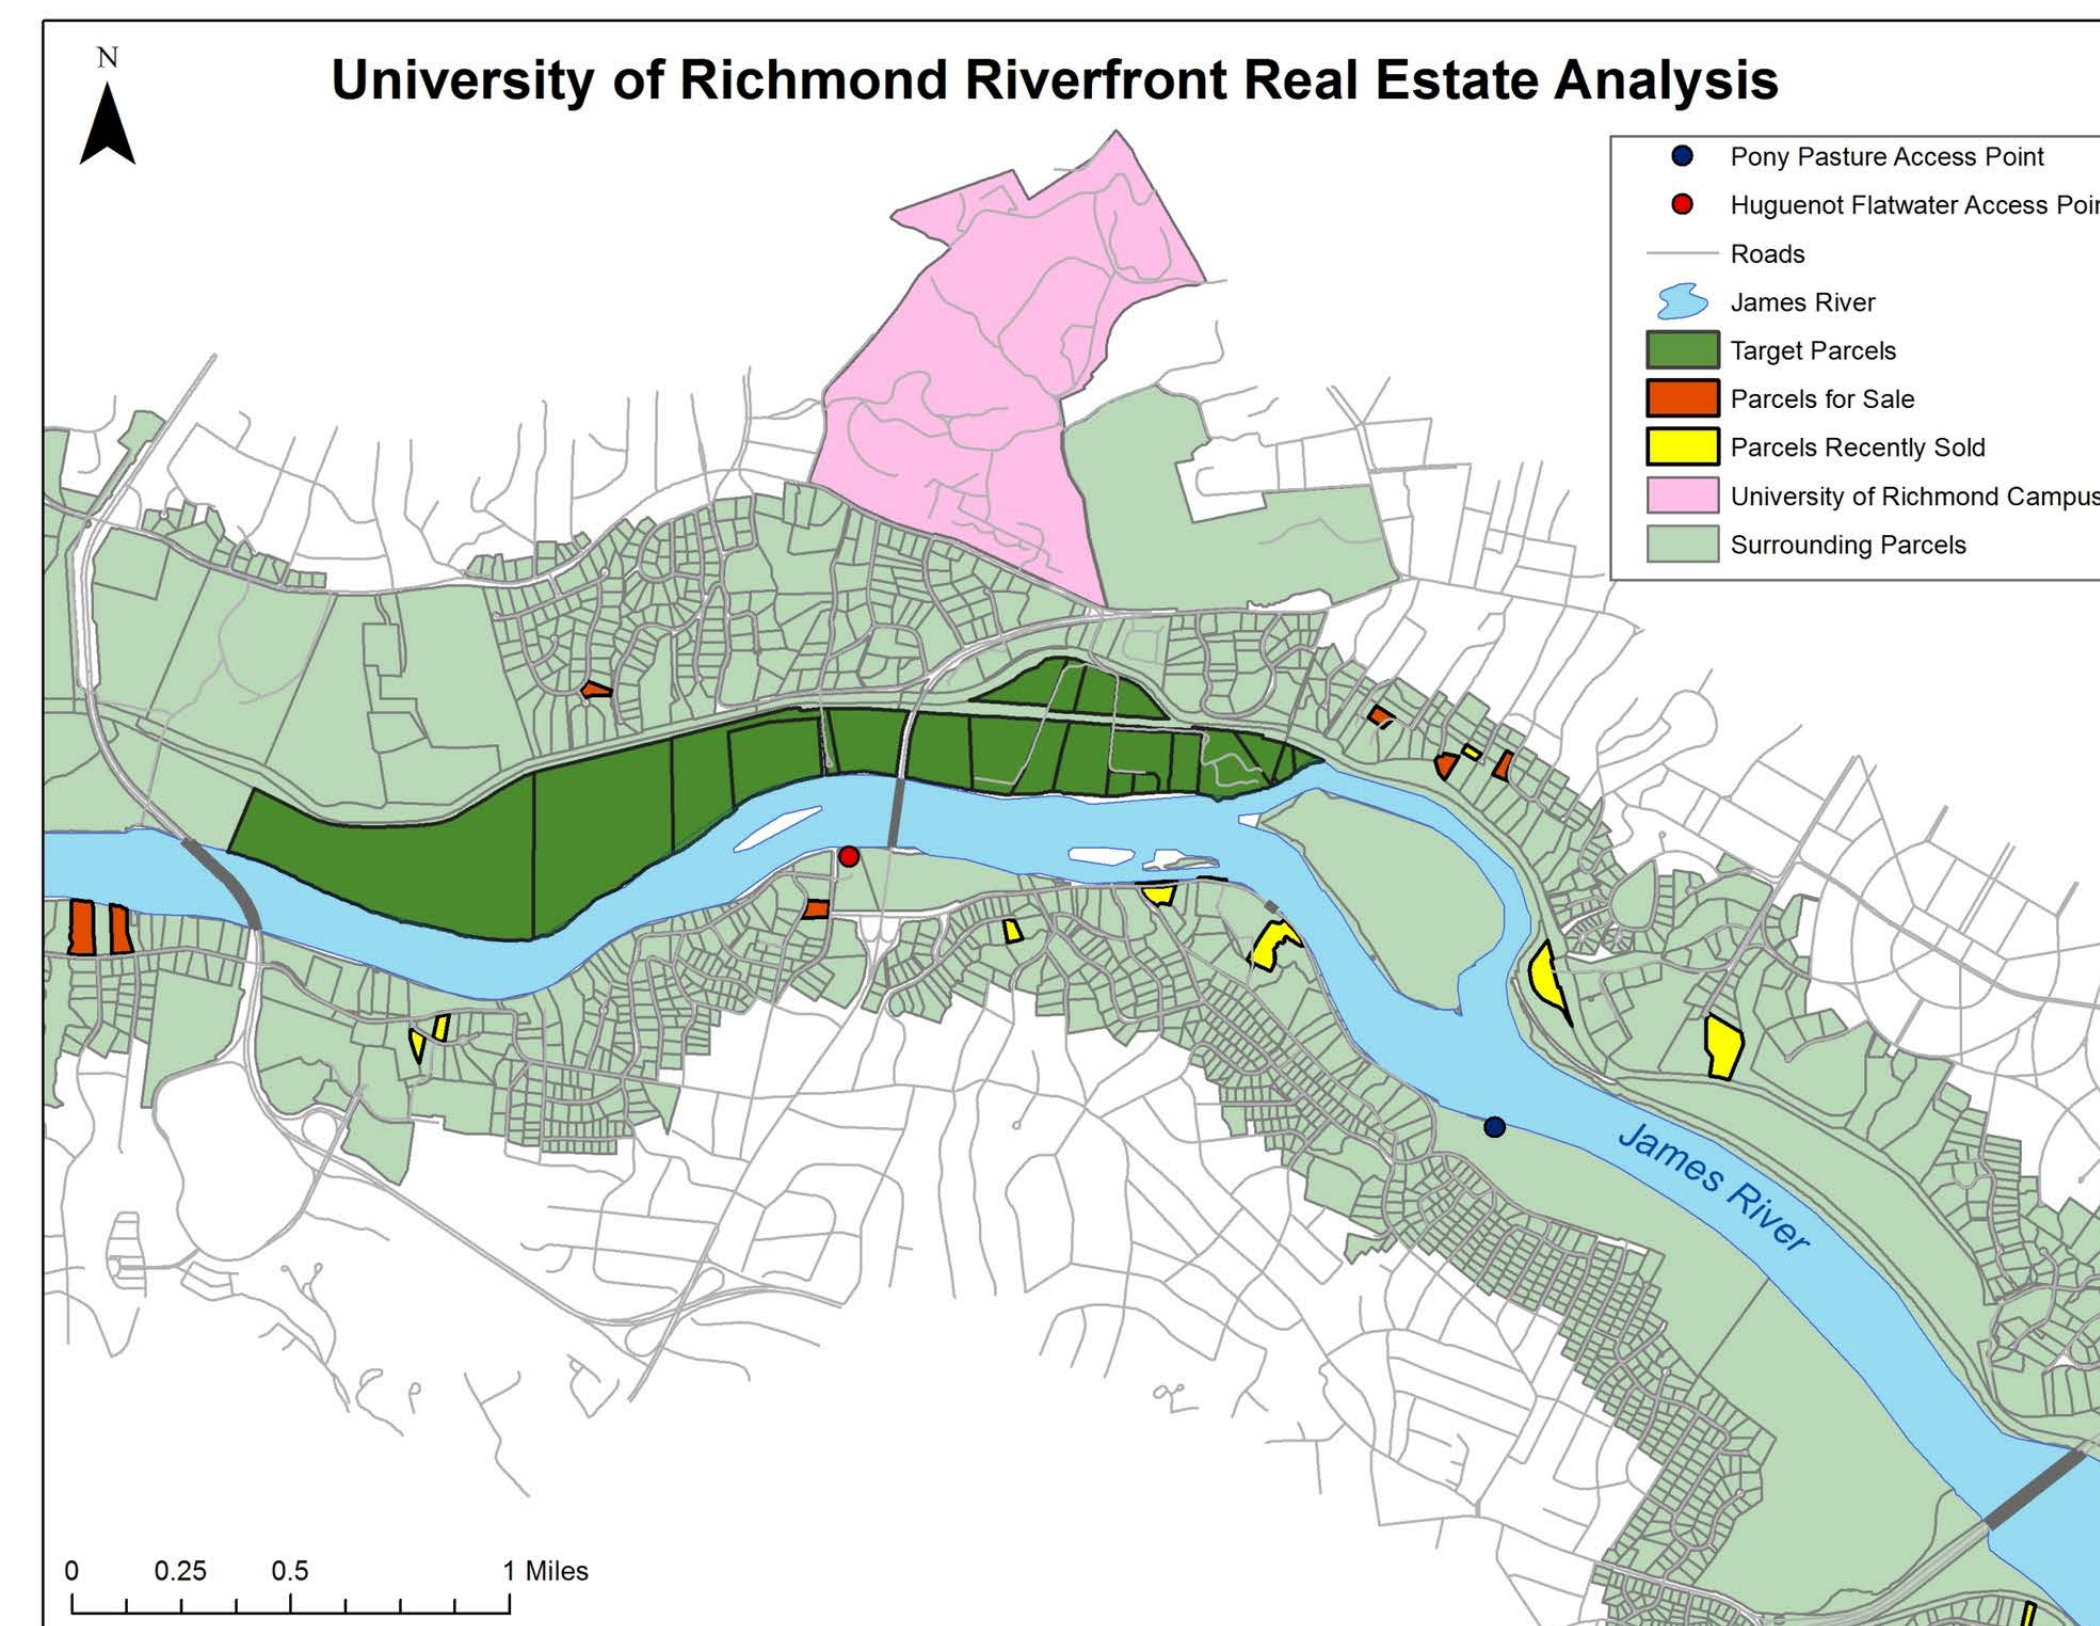 N
University of Richmond Riverfront Real Estate Analysis
Pony Pasture Access Point
Huguenot Flatwater Access Poin
Roads
James River
Target Parcels
Parcels for Sale
Parcels Recently Sold
University of Richmond Campus
Surrounding Parcels
James River
0 0.25 0.5 1 Miles